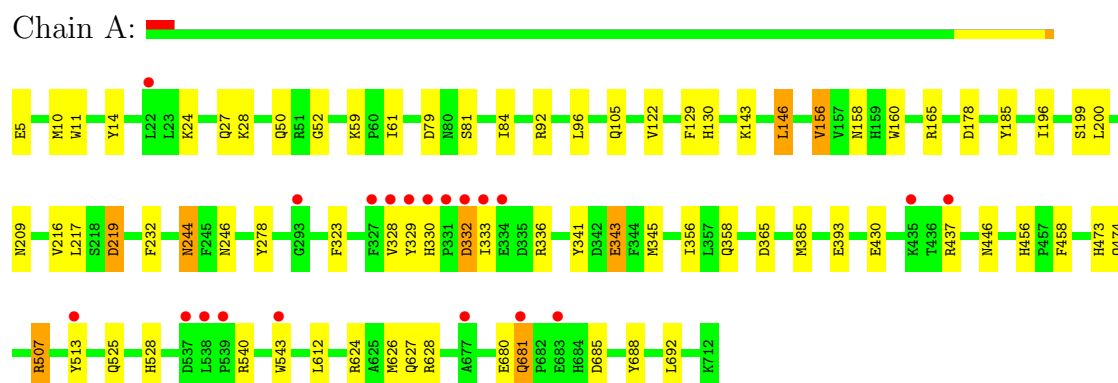 Chain A:
E5 M10 W11 Y14 L22 L23 K24 Q27 K28 Q50 R51 G52 K59 P60 I61 D79 N80 S81 I84 R92 L96 Q105 V122 F129 H130 K143 L146 V156 V157 N158 H159 W160 R165 D178 Y185 I196 S199 L200
N209 V216 L217 S218 D219 F232 N244 F245 N246 Y278 G293 F323 F327 V328 Y329 H330 P331 D332 I333 E334 D335 R336 Y341 D342 E343 F344 M345 I356 L357 Q358 D365 M385 E393 E430 K435 T436 R437 N446 H456 P457 F458 H473 Q474
R507 Y513 Q525 H528 D537 L538 P539 R540 W543 L612 R624 A625 M626 Q627 R628 A677 E680 Q681 P682 E683 H684 D685 Y688 L692 K712